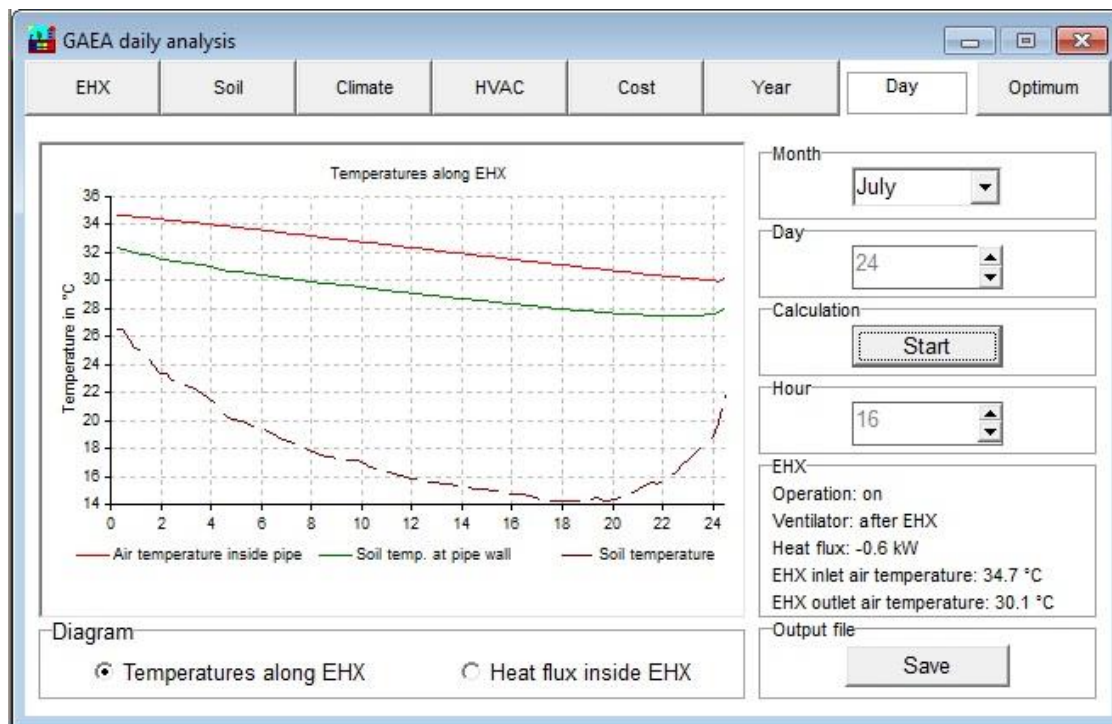 GAEA daily analysis
EHX Soil Climate HVAC Cost Year Day Optimum
Temperatures along EHX
Temperature in °C
36
34
32
30
28
26
24
22
20
18
16
14
0 2 4 6 8 10 12 14 16 18 20 22 24
Air temperature inside pipe Soil temp. at pipe wall Soil temperature
Diagram
Temperatures along EHX Heat flux inside EHX
Month
July
Day
24
Calculation
Start
Hour
16
EHX
Operation: on
Ventilator: after EHX
Heat flux: -0.6 kW
EHX inlet air temperature: 34.7 °C
EHX outlet air temperature: 30.1 °C
Output file
Save